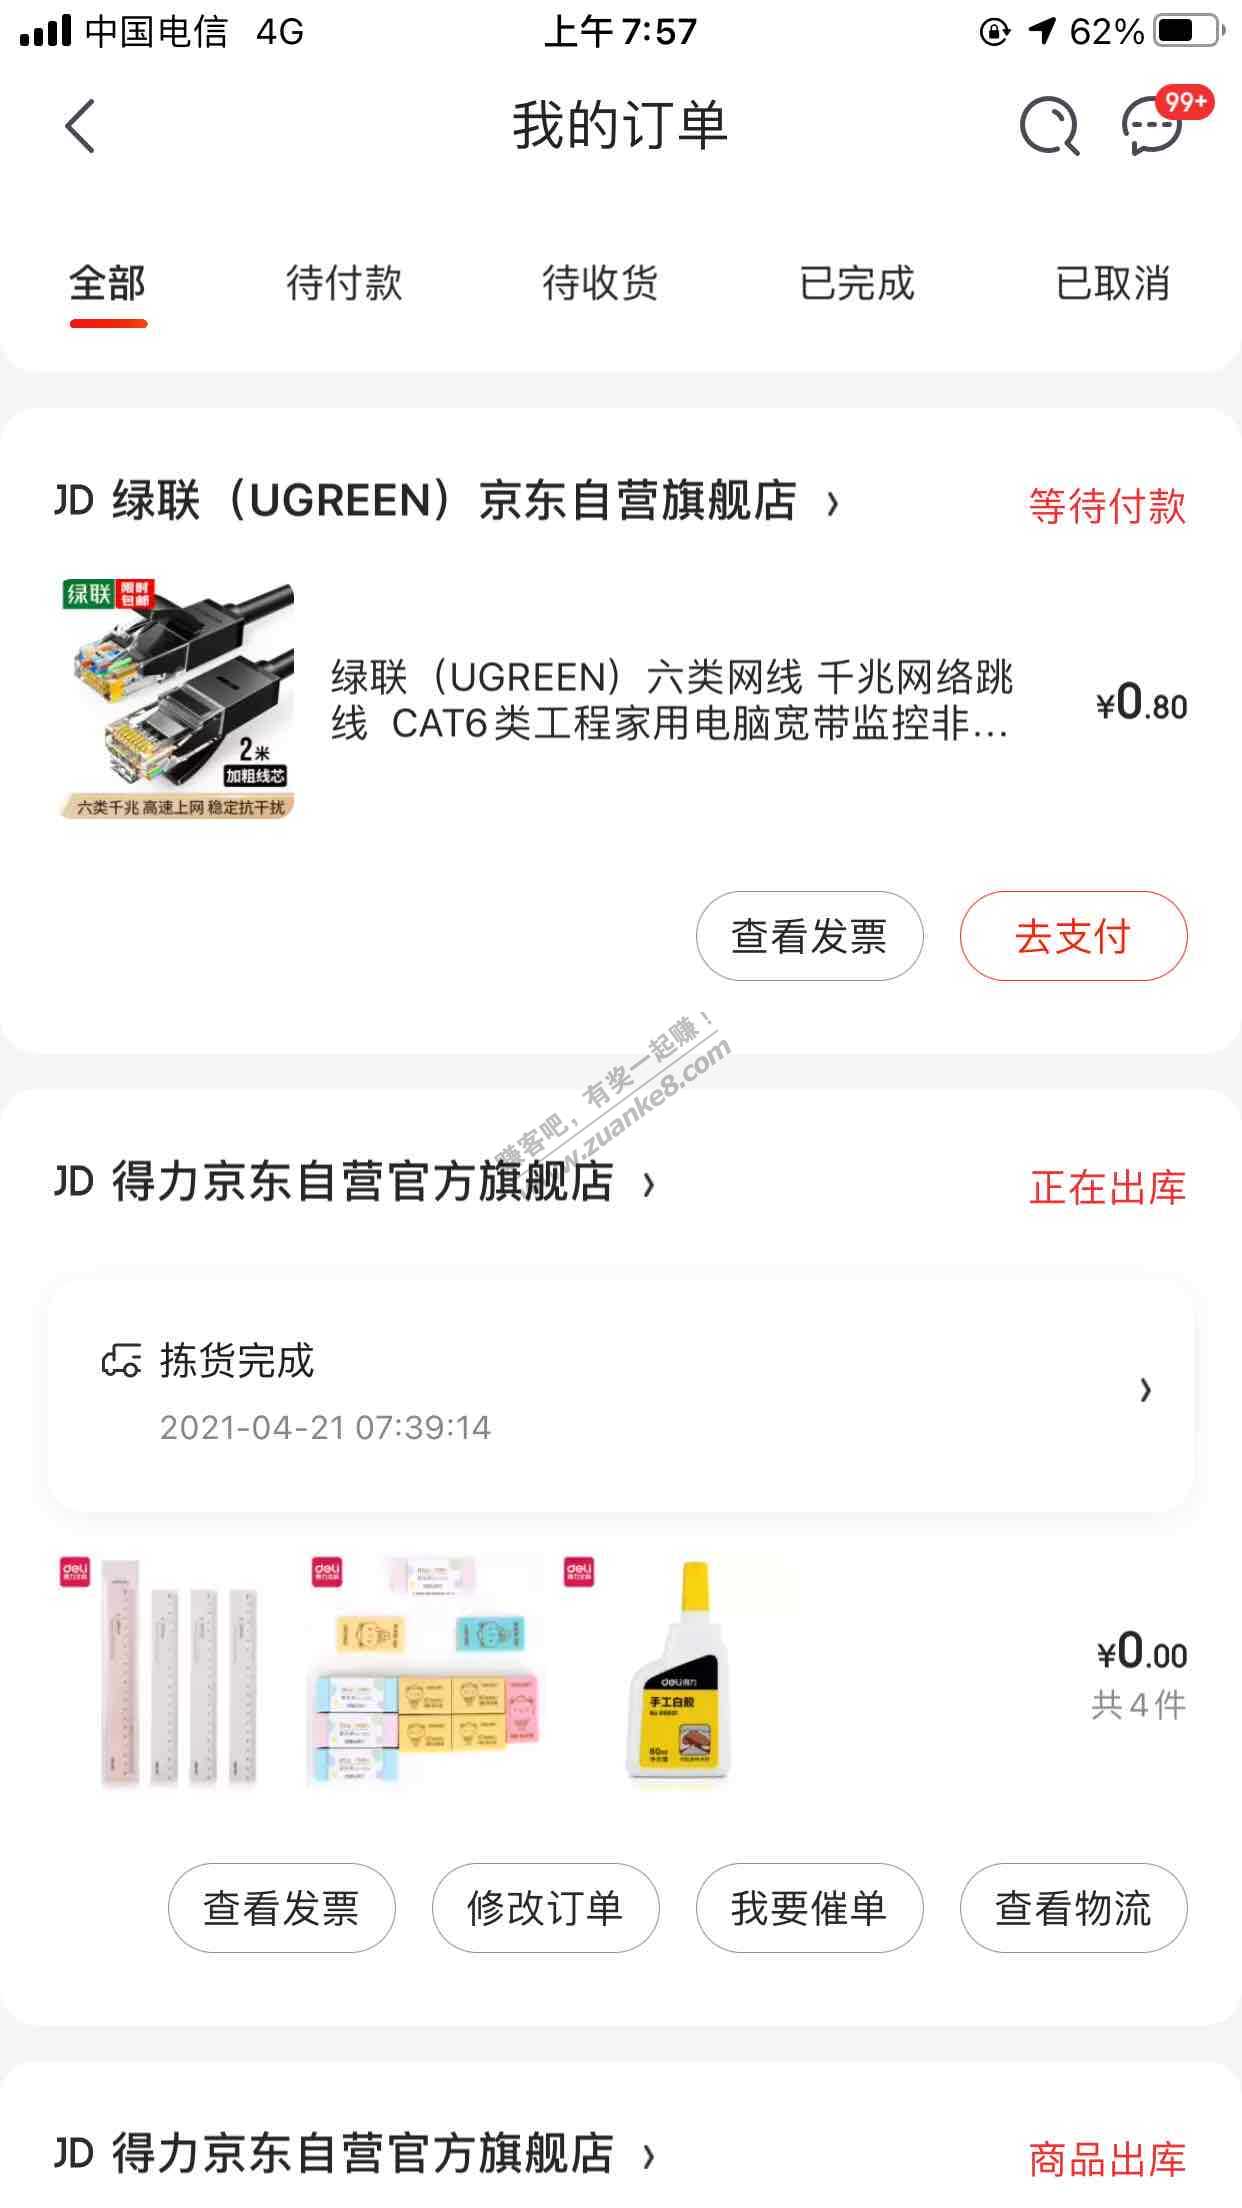 中国电信 4G 上午 7:57 62%
我的订单
99+
全部 待付款 待收货 已完成 已取消
JD 绿联（UGREEN）京东自营旗舰店 ›
等待付款
绿联 限时包邮
2米
加粗线芯
六类千兆 高速上网 稳定抗干扰
绿联（UGREEN）六类网线 千兆网络跳
线 CAT6类工程家用电脑宽带监控非...
¥0.80
查看发票 去支付
赚客吧，有奖一起赚！
www.zuanke8.com
JD 得力京东自营官方旗舰店 ›
正在出库
拣货完成
2021-04-21 07:39:14
deli
deli
deli
deli得力
手工白胶
¥0.00
共4件
查看发票 修改订单 我要催单 查看物流
JD 得力京东自营官方旗舰店 ›
商品出库